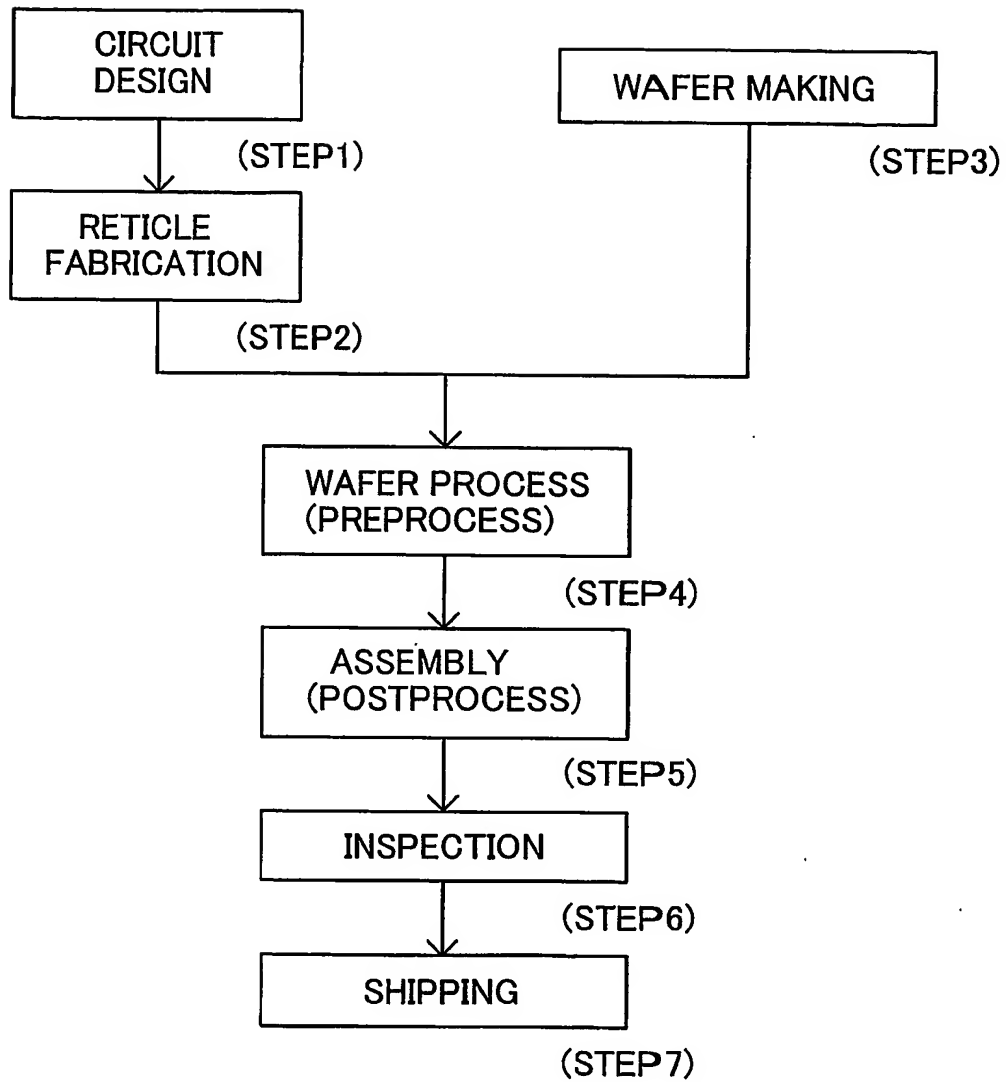 CIRCUIT
DESIGN
(STEP1)
RETICLE
FABRICATION
(STEP2)
WAFER MAKING
(STEP3)
WAFER PROCESS
(PREPROCESS)
(STEP4)
ASSEMBLY
(POSTPROCESS)
(STEP5)
INSPECTION
(STEP6)
SHIPPING
(STEP7)